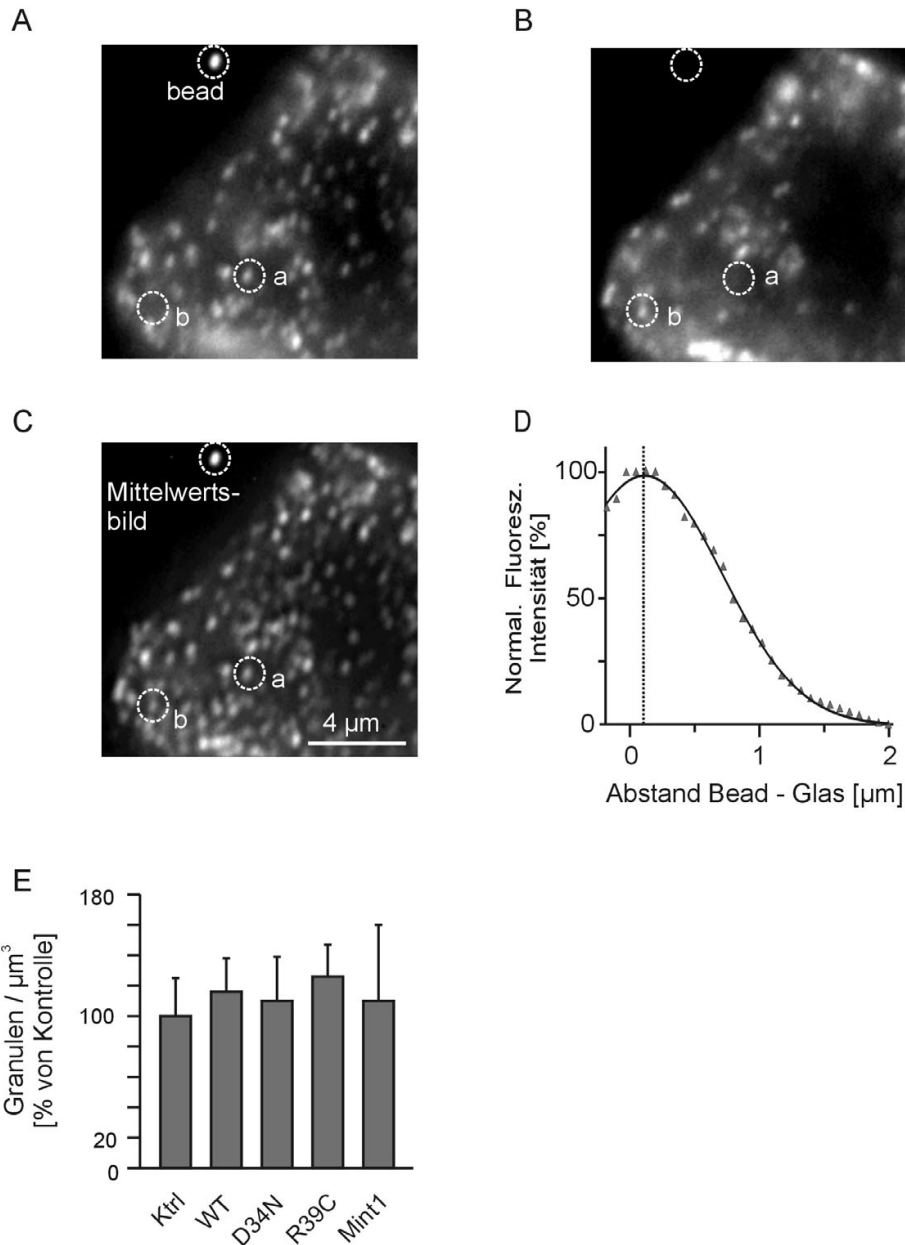 A
bead
a
b
B
a
b
C
Mittelwerts-
bild
a
b
4 µm
D
Normal. Fluoresz.
Intensität [%]
100
50
0
0
1
2
Abstand Bead - Glas [µm]
E
Granulen / µm³
[% von Kontrolle]
180
100
20
0
Ktrl
WT
D34N
R39C
Mint1